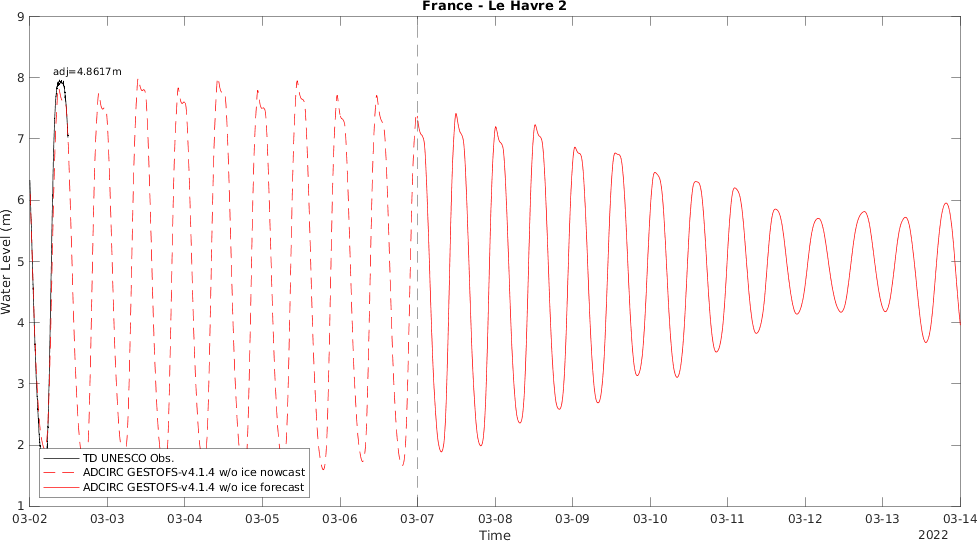 France - Le Havre 2
9
8
7
6
5
4
3
2
1
Water Level (m)
adj=4.8617m
TD UNESCO Obs.
ADCIRC GESTOFS-v4.1.4 w/o ice nowcast
ADCIRC GESTOFS-v4.1.4 w/o ice forecast
03-02 03-03 03-04 03-05 03-06 03-07 03-08 03-09 03-10 03-11 03-12 03-13 03-14
Time
2022